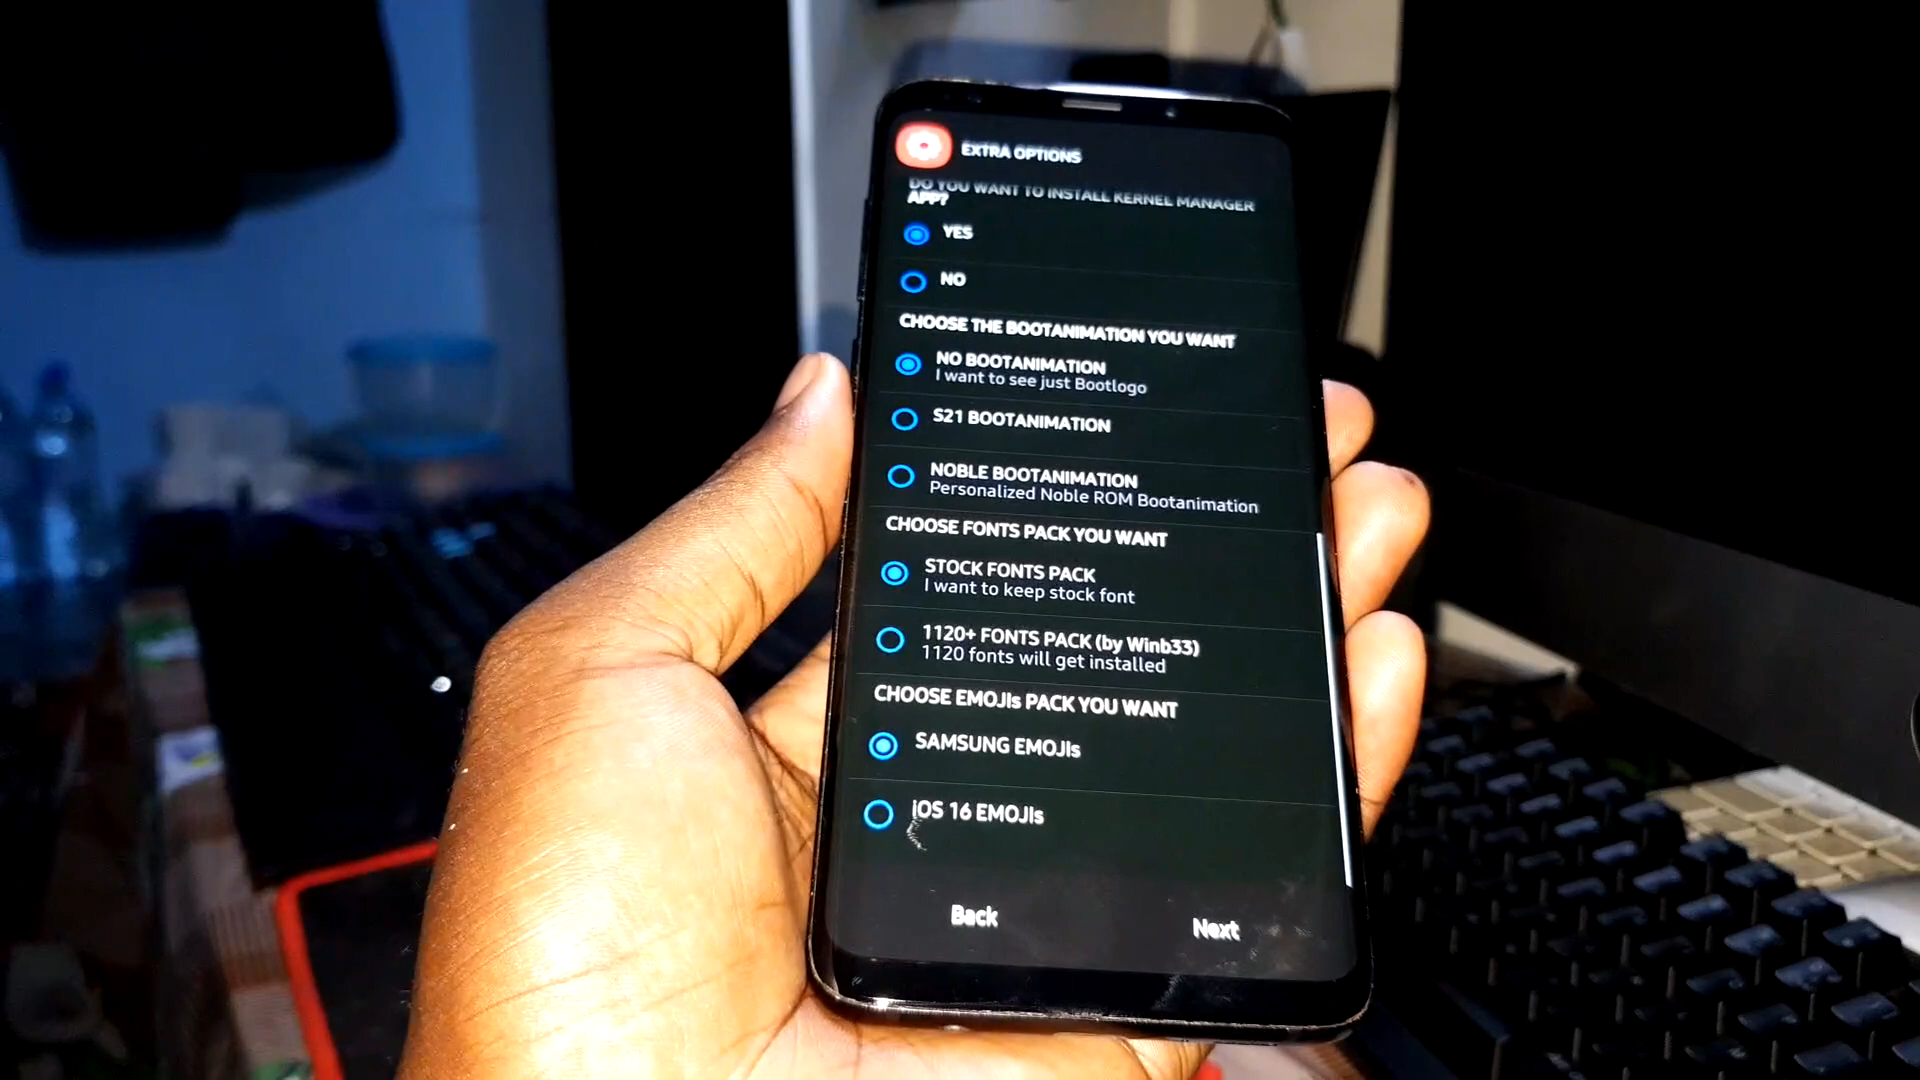 EXTRA OPTIONS
DO YOU WANT TO INSTALL KERNEL MANAGER
APP?
YES
NO
CHOOSE THE BOOTANIMATION YOU WANT
NO BOOTANIMATION
I want to see just Bootlogo
S21 BOOTANIMATION
NOBLE BOOTANIMATION
Personalized Noble ROM Bootanimation
CHOOSE FONTS PACK YOU WANT
STOCK FONTS PACK
I want to keep stock font
1120+ FONTS PACK (by Winb33)
1120 fonts will get installed
CHOOSE EMOJIs PACK YOU WANT
SAMSUNG EMOJIs
iOS 16 EMOJIs
Back
Next